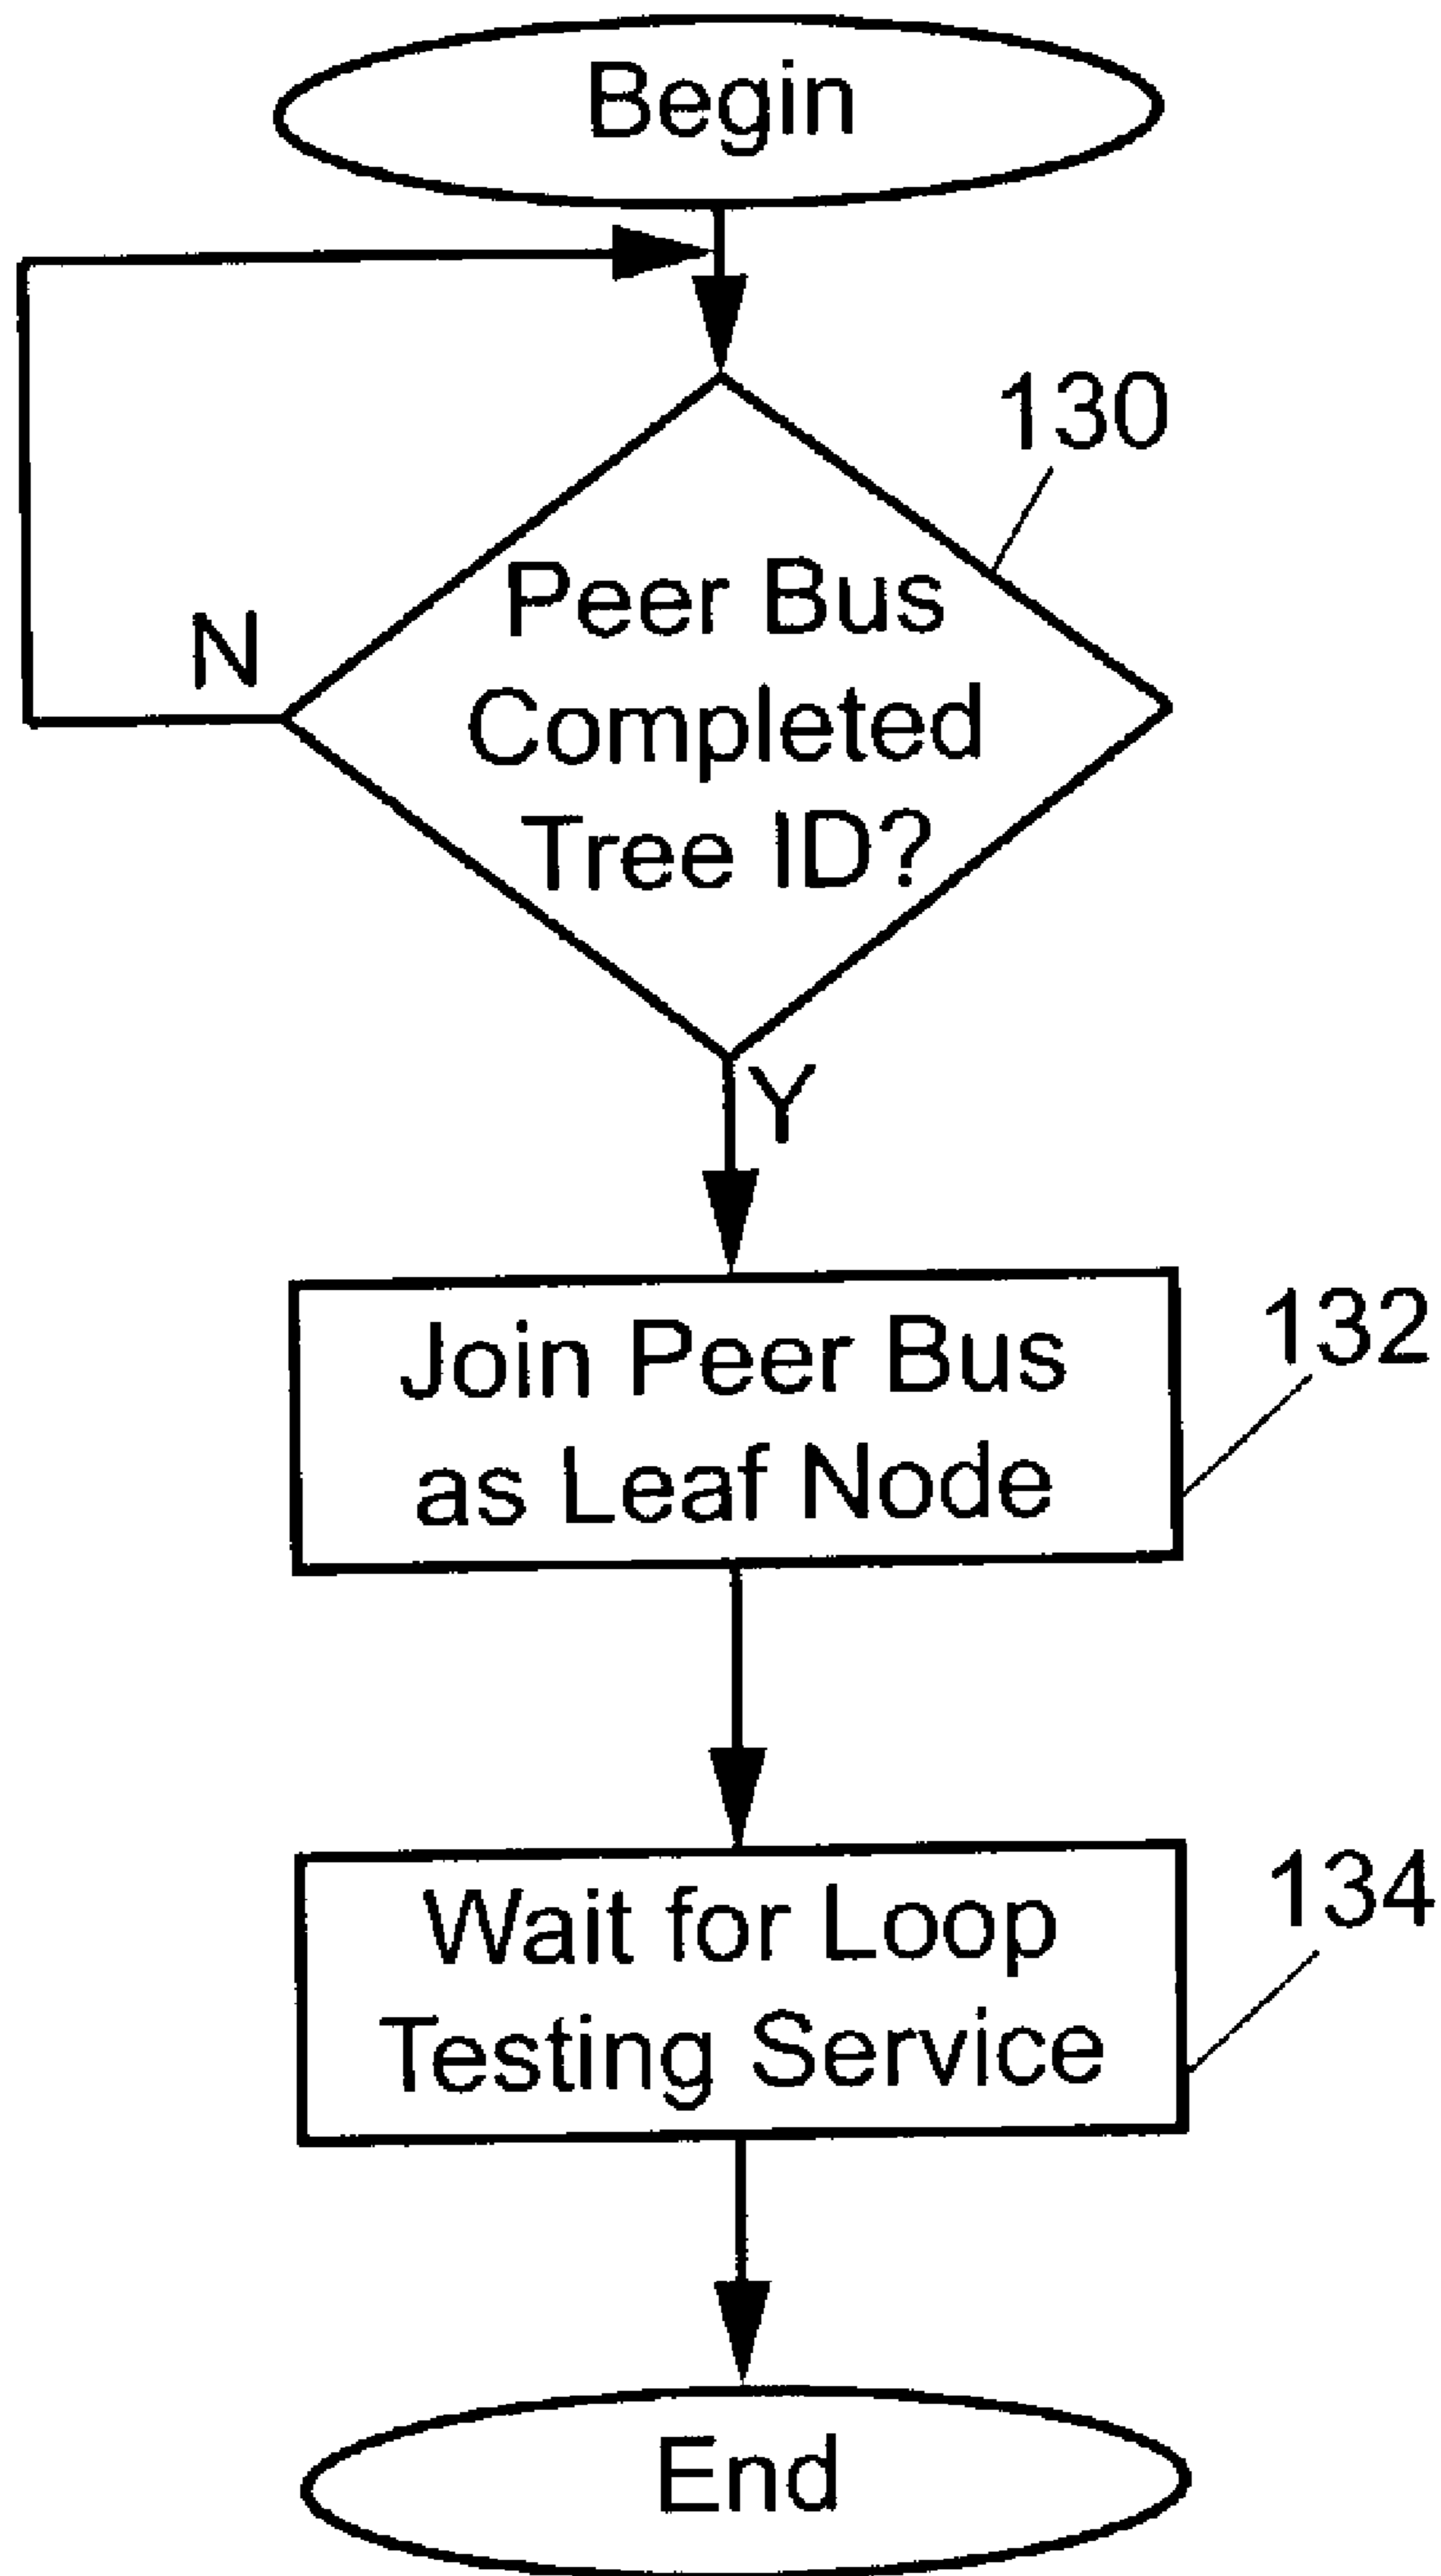 Begin
130
Peer Bus
Completed
Tree ID?
N
Y
Join Peer Bus
as Leaf Node
132
Wait for Loop
Testing Service
134
End